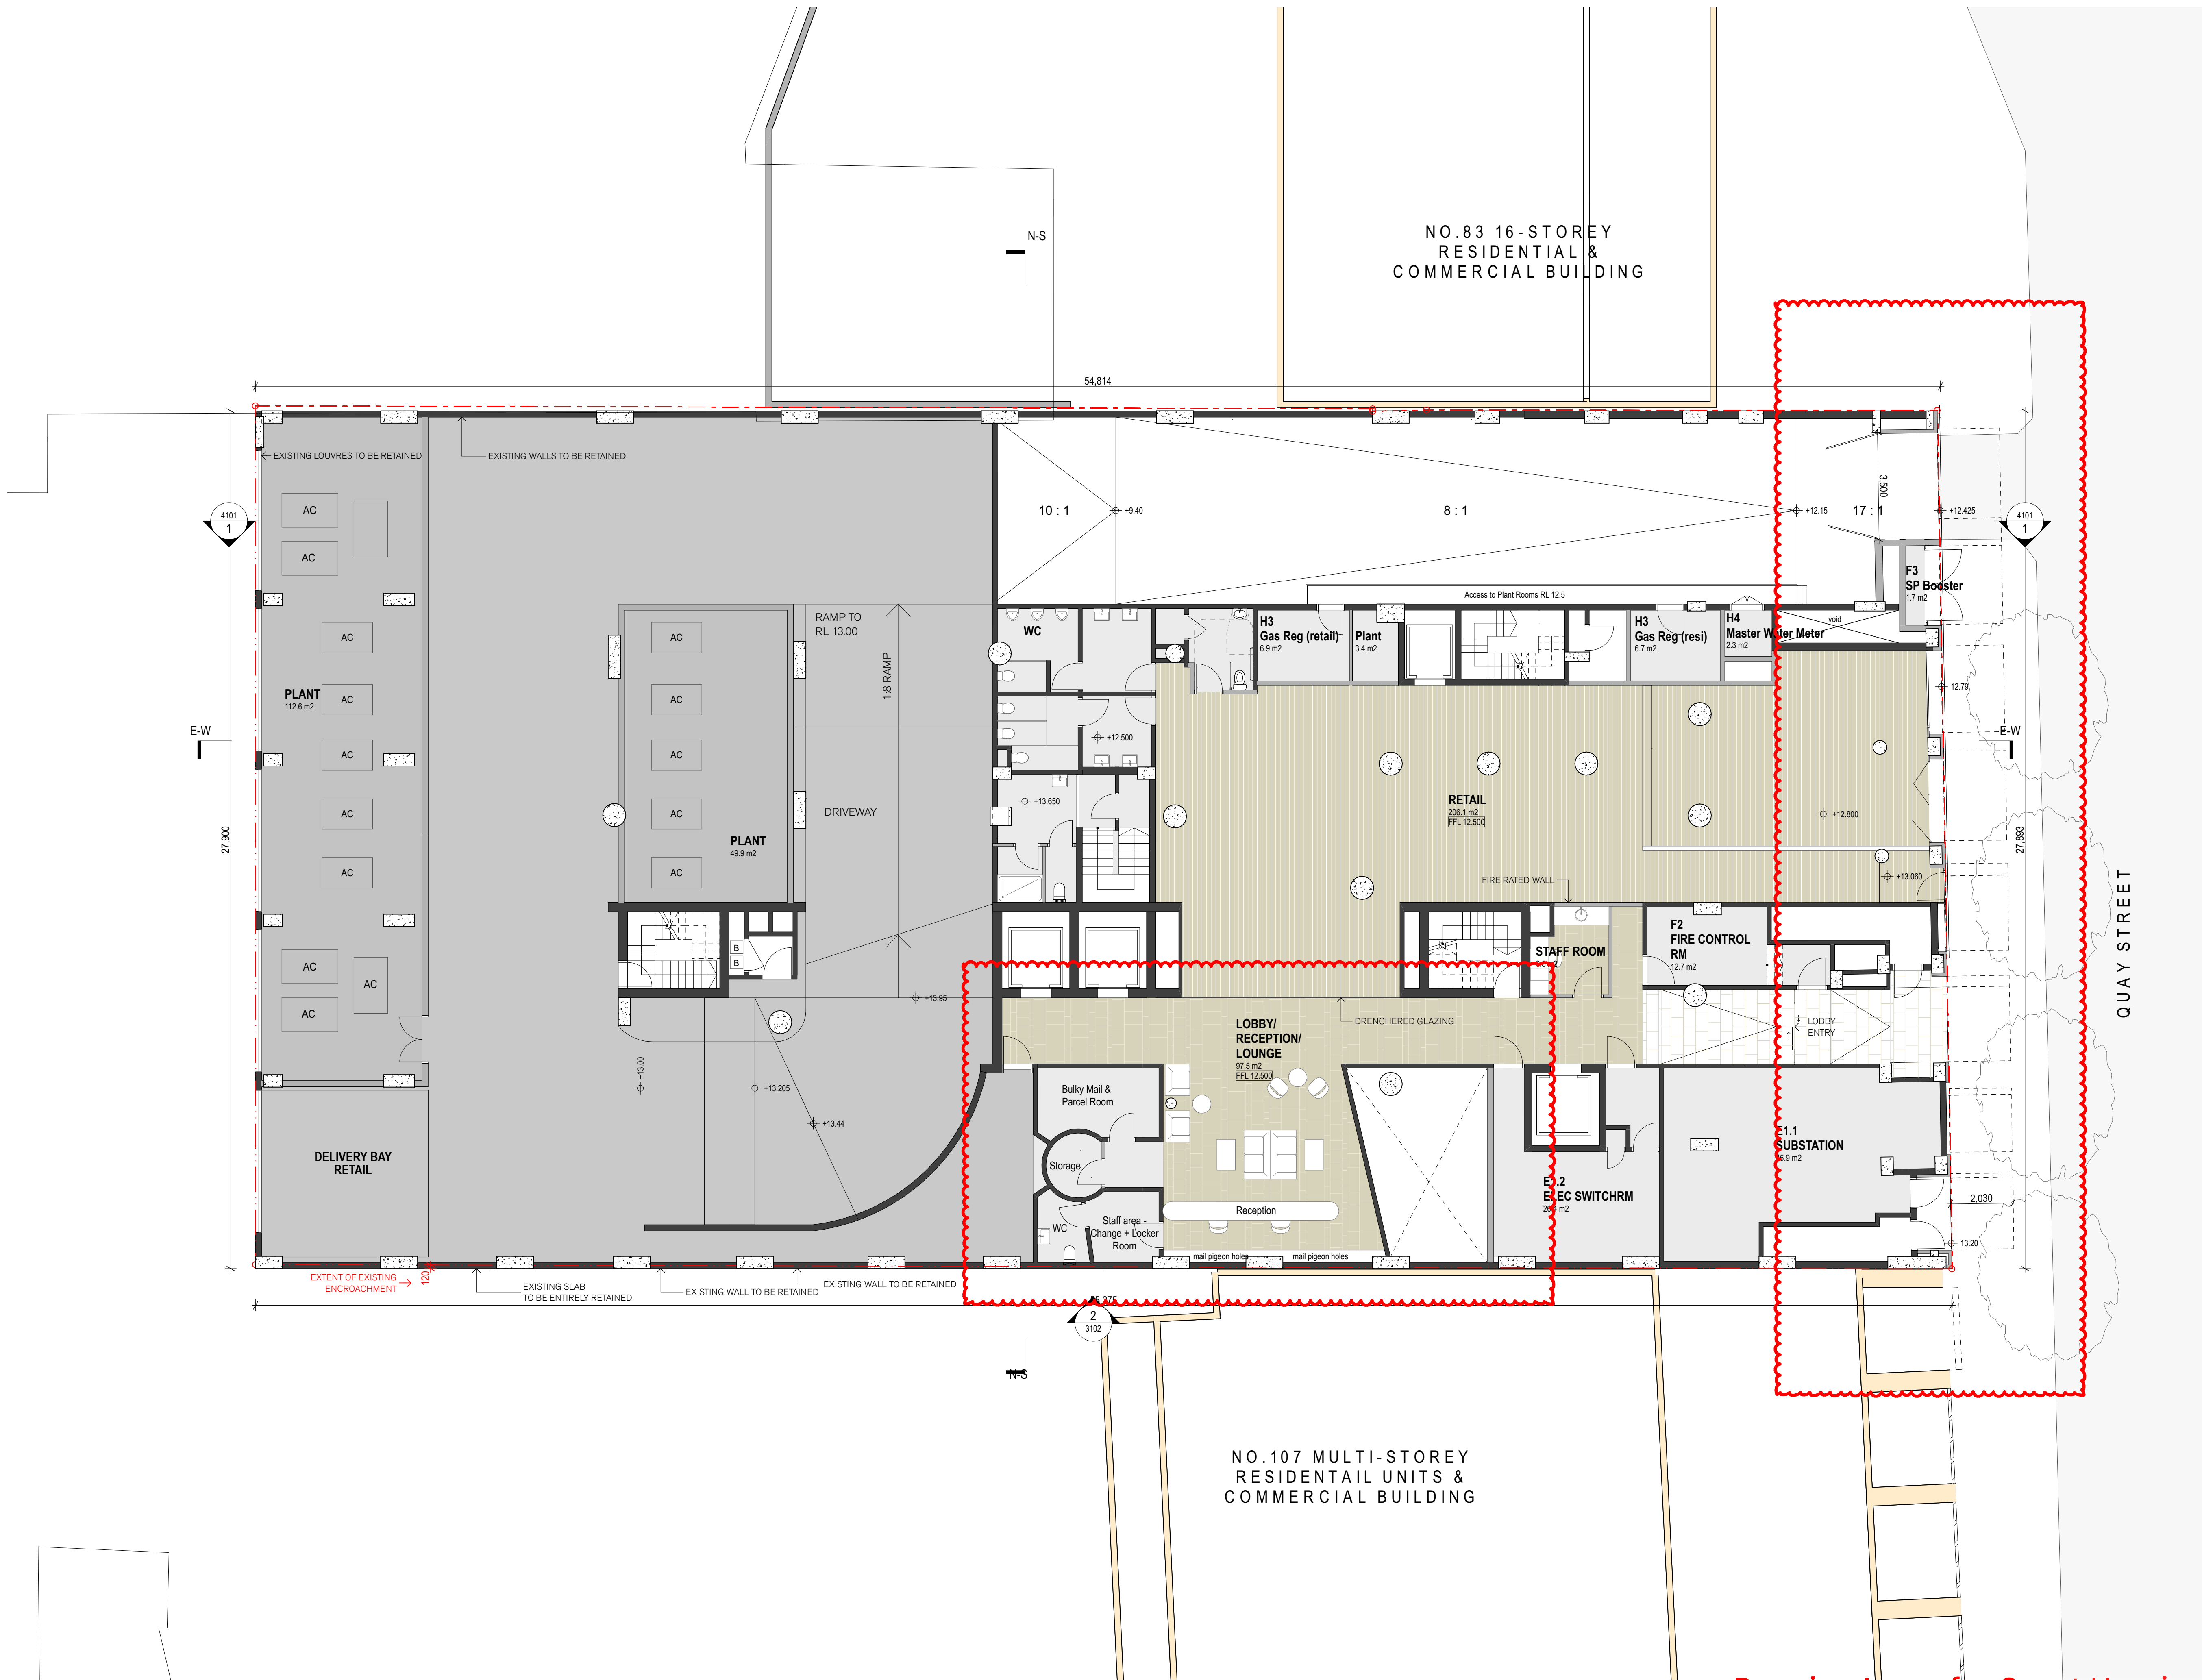 N-S
NO.83 16-STOREY
RESIDENTIAL &
COMMERCIAL BUILDING
54,814
EXISTING LOUVRES TO BE RETAINED
EXISTING WALLS TO BE RETAINED
4101
1
AC
AC
10 : 1
+9.40
8 : 1
+12.15
17 : 1
3,500
+12.425
4101
1
F3
SP Booster
1.7 m2
Access to Plant Rooms RL 12.5
RAMP TO
RL 13.00
1:8 RAMP
WC
H3
Gas Reg (retail)
6.9 m2
Plant
3.4 m2
H3
Gas Reg (resi)
6.7 m2
H4
Master Water Meter
2.3 m2
void
AC
AC
PLANT
112.6 m2
AC
AC
12.79
E-W
E-W
+12.500
AC
AC
+13.650
RETAIL
206.1 m2
FFL 12.500
AC
AC
DRIVEWAY
+12.800
27,900
27,893
PLANT
49.9 m2
AC
AC
FIRE RATED WALL
+13.060
QUAY STREET
B
B
AC
AC
AC
STAFF ROOM
F2
FIRE CONTROL
RM
12.7 m2
+13.95
LOBBY/
RECEPTION/
LOUNGE
97.5 m2
FFL 12.500
DRENCHERED GLAZING
LOBBY
ENTRY
+13.00
+13.205
+13.44
Bulky Mail &
Parcel Room
Storage
DELIVERY BAY
RETAIL
SUBSTATION
ELEC SWITCHRM
2,030
Reception
WC
Staff area -
Change + Locker
Room
mail pigeon holes
mail pigeon holes
13.20
EXTENT OF EXISTING
ENCROACHMENT
120
EXISTING SLAB
TO BE ENTIRELY RETAINED
EXISTING WALL TO BE RETAINED
EXISTING WALL TO BE RETAINED
2
3102
N-S
NO.107 MULTI-STOREY
RESIDENTAIL UNITS &
COMMERCIAL BUILDING